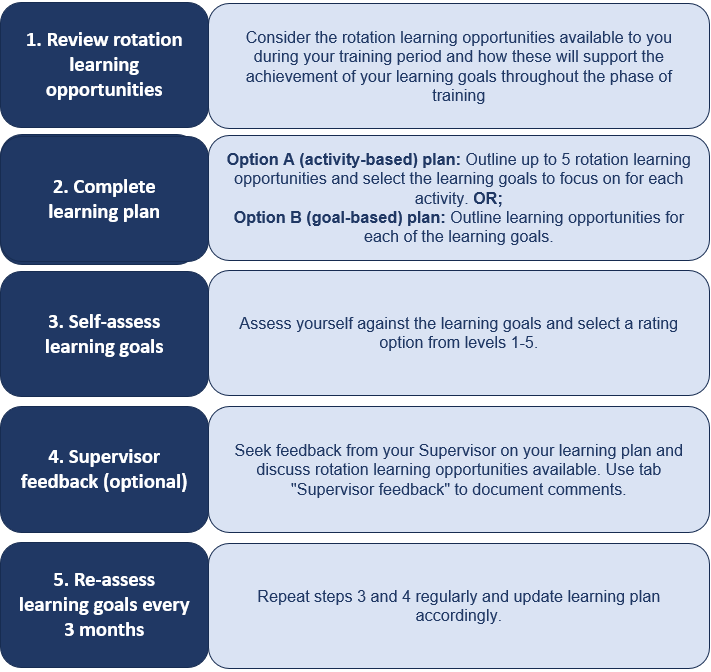 1. Review rotation
learning
opportunities
Consider the rotation learning opportunities available to you
during your training period and how these will support the
achievement of your learning goals throughout the phase of
training
2. Complete
learning plan
Option A (activity-based) plan: Outline up to 5 rotation learning
opportunities and select the learning goals to focus on for each
activity. OR;
Option B (goal-based) plan: Outline learning opportunities for
each of the learning goals.
3. Self-assess
learning goals
Assess yourself against the learning goals and select a rating
option from levels 1-5.
4. Supervisor
feedback (optional)
Seek feedback from your Supervisor on your learning plan and
discuss rotation learning opportunities available. Use tab
"Supervisor feedback" to document comments.
5. Re-assess
learning goals every
3 months
Repeat steps 3 and 4 regularly and update learning plan
accordingly.